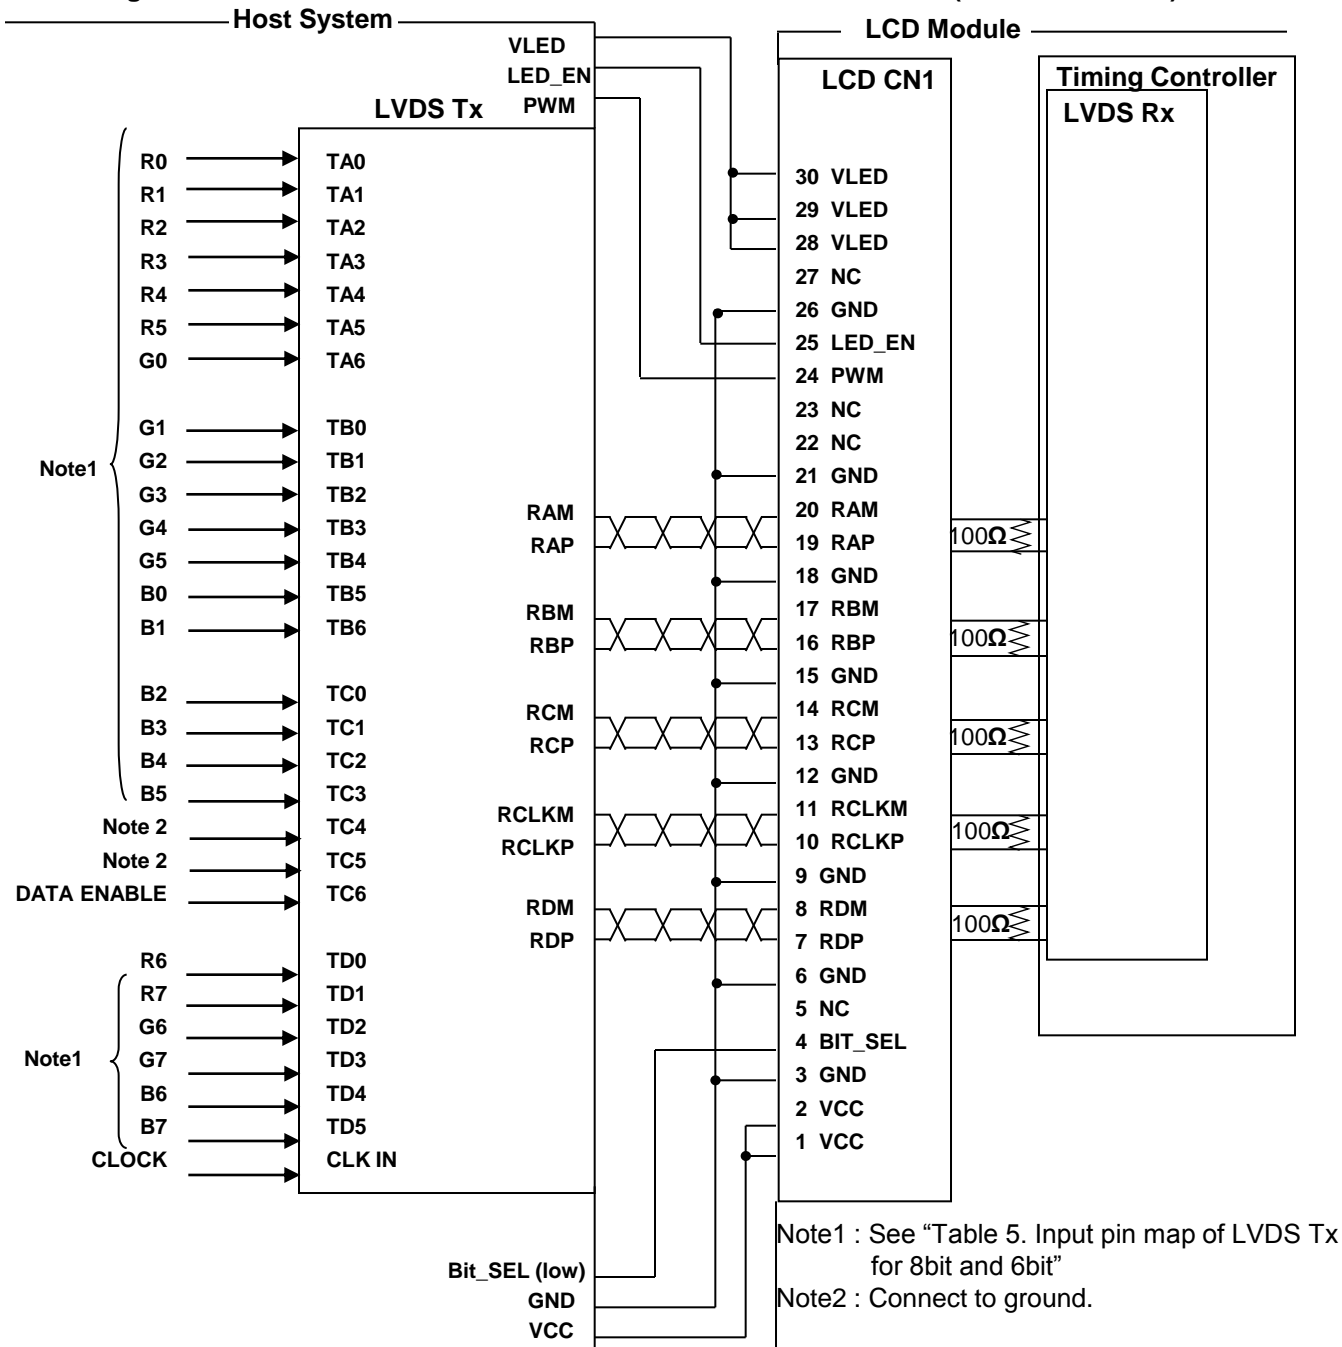 Host System
LCD Module
VLED
LED_EN
PWM
LVDS Tx
LCD CN1
Timing Controller
LVDS Rx
R0 TA0
R1 TA1
R2 TA2
R3 TA3
R4 TA4
R5 TA5
G0 TA6
G1 TB0
G2 TB1
G3 TB2
G4 TB3
G5 TB4
B0 TB5
B1 TB6
B2 TC0
B3 TC1
B4 TC2
B5 TC3
Note 2 TC4
Note 2 TC5
DATA ENABLE TC6
R6 TD0
R7 TD1
G6 TD2
G7 TD3
B6 TD4
B7 TD5
CLOCK CLK IN
Note1
Note1
RAM
RAP
RBM
RBP
RCM
RCP
RCLKM
RCLKP
RDM
RDP
Bit_SEL (low)
GND
VCC
30 VLED
29 VLED
28 VLED
27 NC
26 GND
25 LED_EN
24 PWM
23 NC
22 NC
21 GND
20 RAM
19 RAP
18 GND
17 RBM
16 RBP
15 GND
14 RCM
13 RCP
12 GND
11 RCLKM
10 RCLKP
9 GND
8 RDM
7 RDP
6 GND
5 NC
4 BIT_SEL
3 GND
2 VCC
1 VCC
100Ω
100Ω
100Ω
100Ω
100Ω
Note1 : See “Table 5. Input pin map of LVDS Tx
for 8bit and 6bit”
Note2 : Connect to ground.